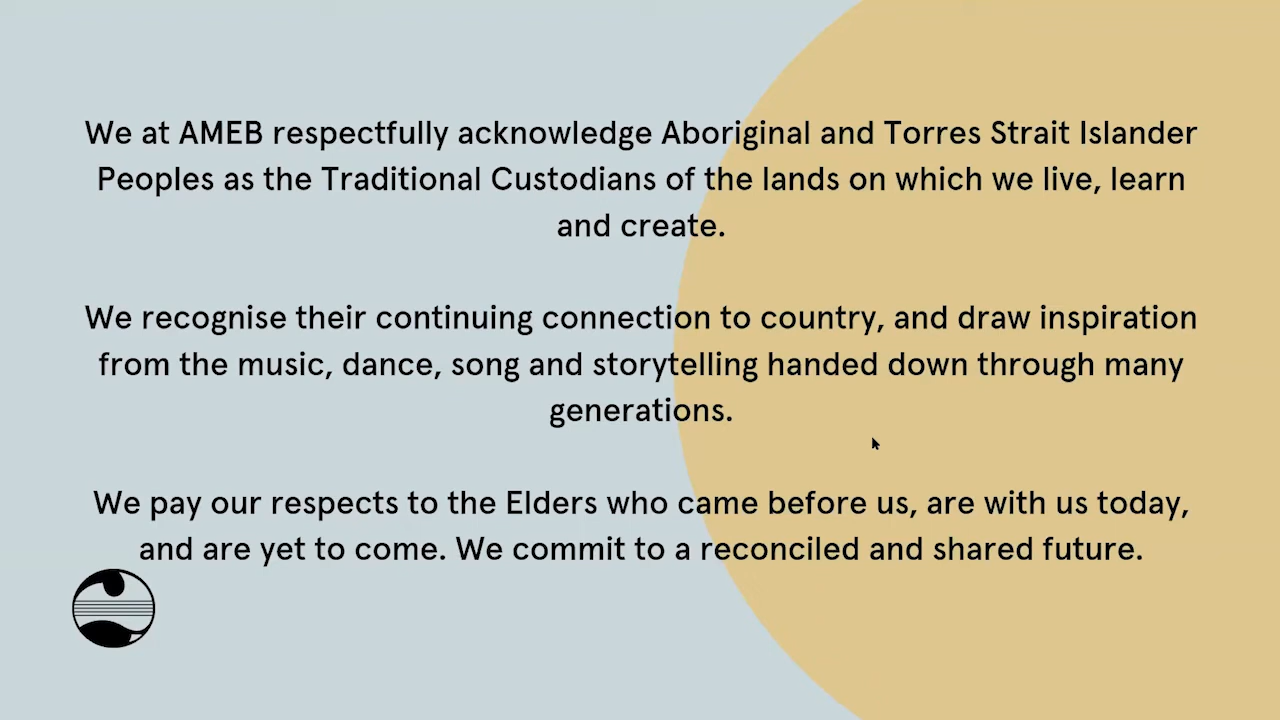 We at AMEB respectfully acknowledge Aboriginal and Torres Strait Islander
Peoples as the Traditional Custodians of the lands on which we live, learn
and create.
We recognise their continuing connection to country, and draw inspiration
from the music, dance, song and storytelling handed down through many
generations.
We pay our respects to the Elders who came before us, are with us today,
and are yet to come. We commit to a reconciled and shared future.